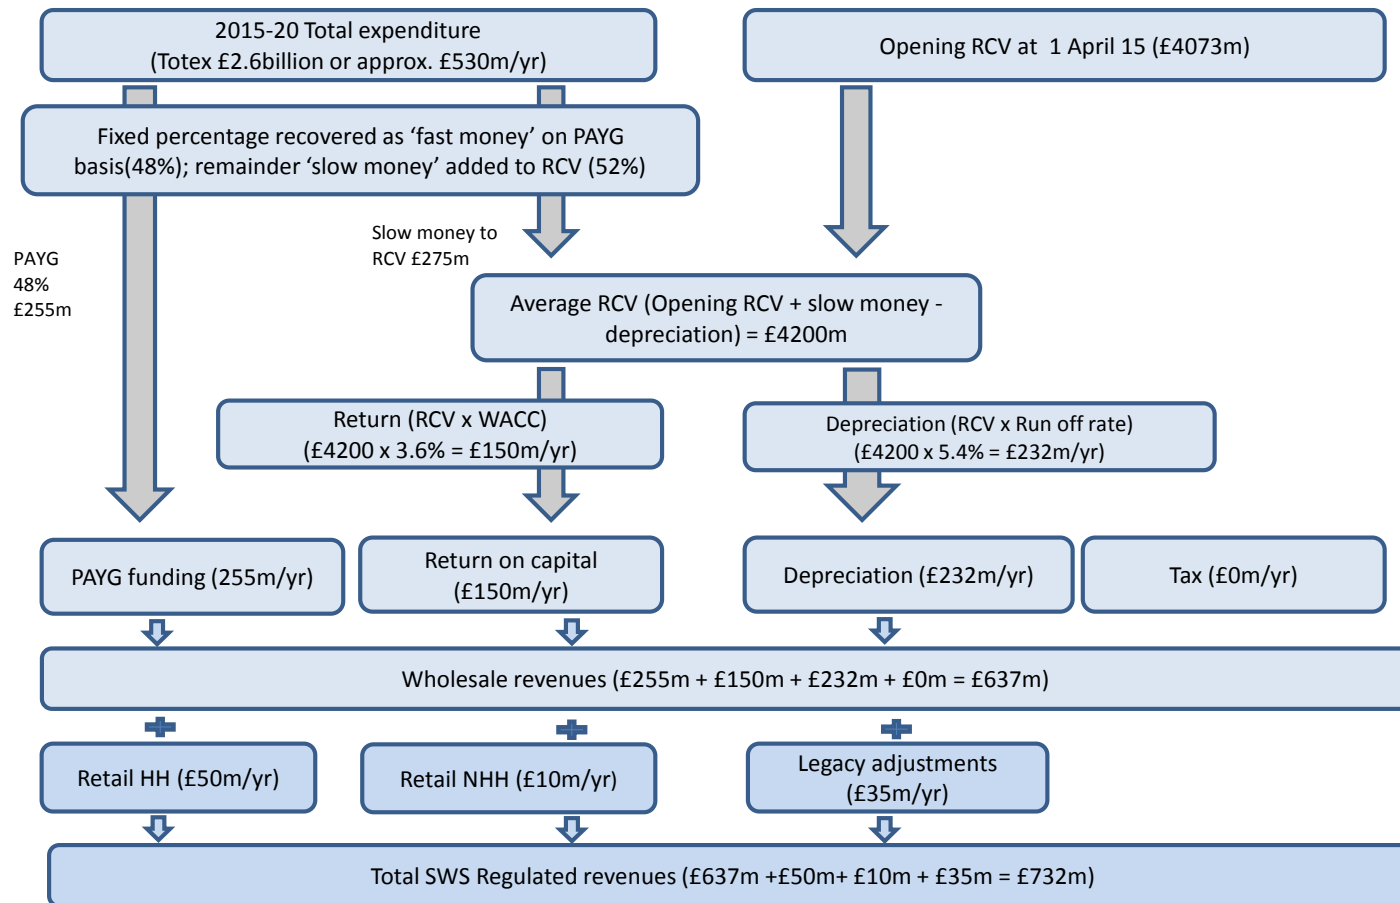 2015-20 Total expenditure
(Totex £2.6billion or approx. £530m/yr)
Opening RCV at  1 April 15 (£4073m)
Fixed percentage recovered as ‘fast money’ on PAYG
basis(48%); remainder ‘slow money’ added to RCV (52%)
PAYG
48%
£255m
Slow money to
RCV £275m
Average RCV (Opening RCV + slow money -
depreciation) = £4200m
Return (RCV x WACC)
(£4200 x 3.6% = £150m/yr)
Depreciation (RCV x Run off rate)
(£4200 x 5.4% = £232m/yr)
PAYG funding (255m/yr)
Return on capital
(£150m/yr)
Depreciation (£232m/yr)
Tax (£0m/yr)
Wholesale revenues (£255m + £150m + £232m + £0m = £637m)
Retail HH (£50m/yr)
Retail NHH (£10m/yr)
Legacy adjustments
(£35m/yr)
Total SWS Regulated revenues (£637m +£50m+ £10m + £35m = £732m)